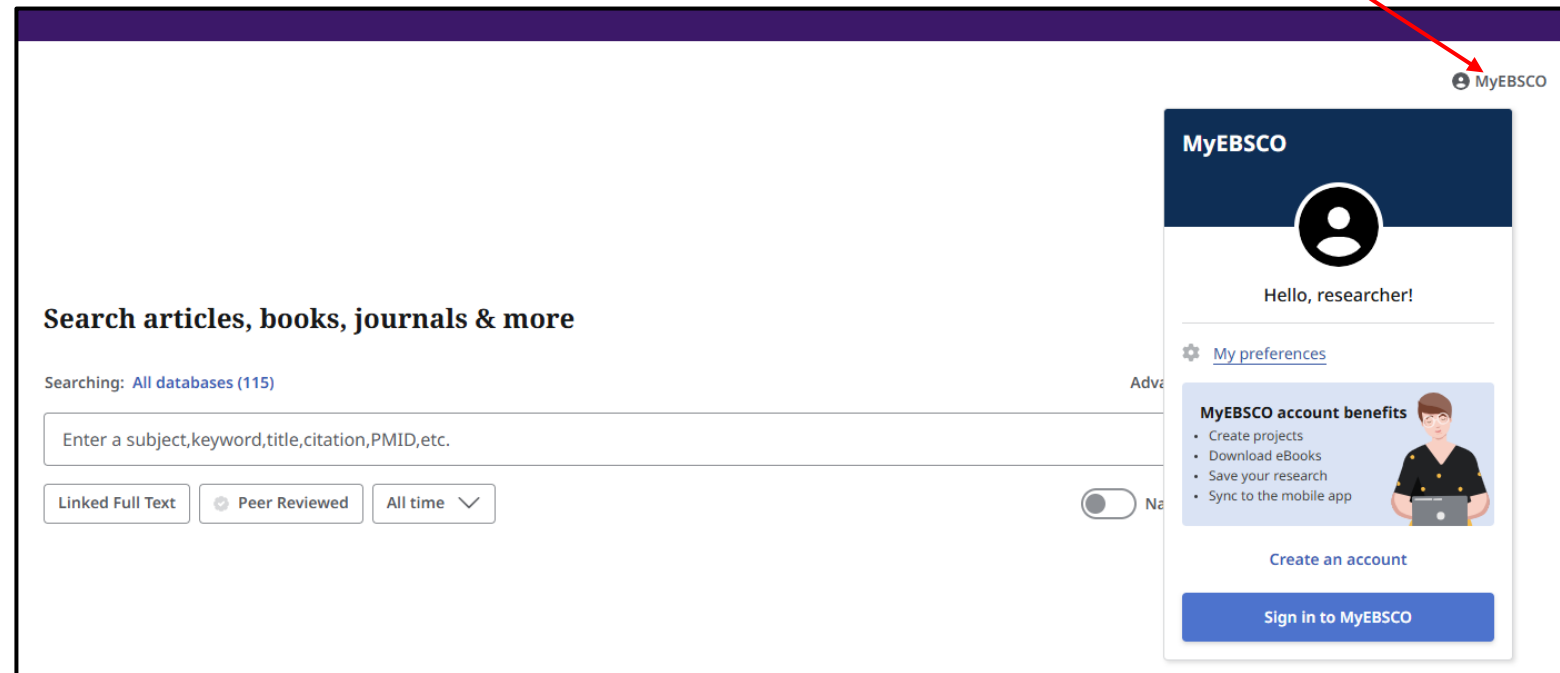 MyEBSCO
MyEBSCO
Hello, researcher!
My preferences
MyEBSCO account benefits
• Create projects
• Download eBooks
• Save your research
• Sync to the mobile app
Create an account
Sign in to MyEBSCO
Search articles, books, journals & more
Searching: All databases (115)
Adva
Enter a subject,keyword,title,citation,PMID,etc.
Linked Full Text
Peer Reviewed
All time
Na